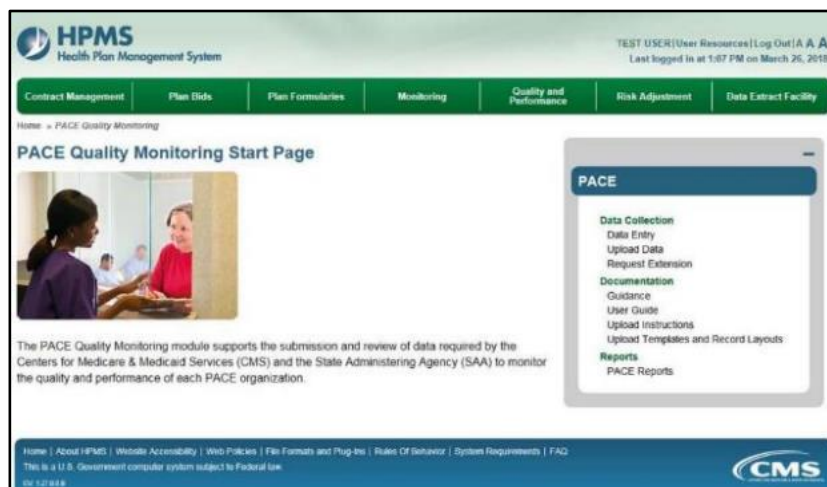 HPMS
Health Plan Management System
TEST USER|User Resources|Log Out|A A A
Last logged in at 1:07 PM on March 26, 2018
Contract Management
Plan Bids
Plan Formularies
Monitoring
Quality and
Performance
Risk Adjustment
Data Extract Facility
Home » PACE Quality Monitoring
PACE Quality Monitoring Start Page
The PACE Quality Monitoring module supports the submission and review of data required by the
Centers for Medicare & Medicaid Services (CMS) and the State Administering Agency (SAA) to monitor
the quality and performance of each PACE organization.
PACE
Data Collection
Data Entry
Upload Data
Request Extension
Documentation
Guidance
User Guide
Upload Instructions
Upload Templates and Record Layouts
Reports
PACE Reports
Home | About HPMS | Website Accessibility | Web Policies | File Formats and Plug-Ins | Rules Of Behavior | System Requirements | FAQ
This is a U.S. Government computer system subject to Federal law.
CMS